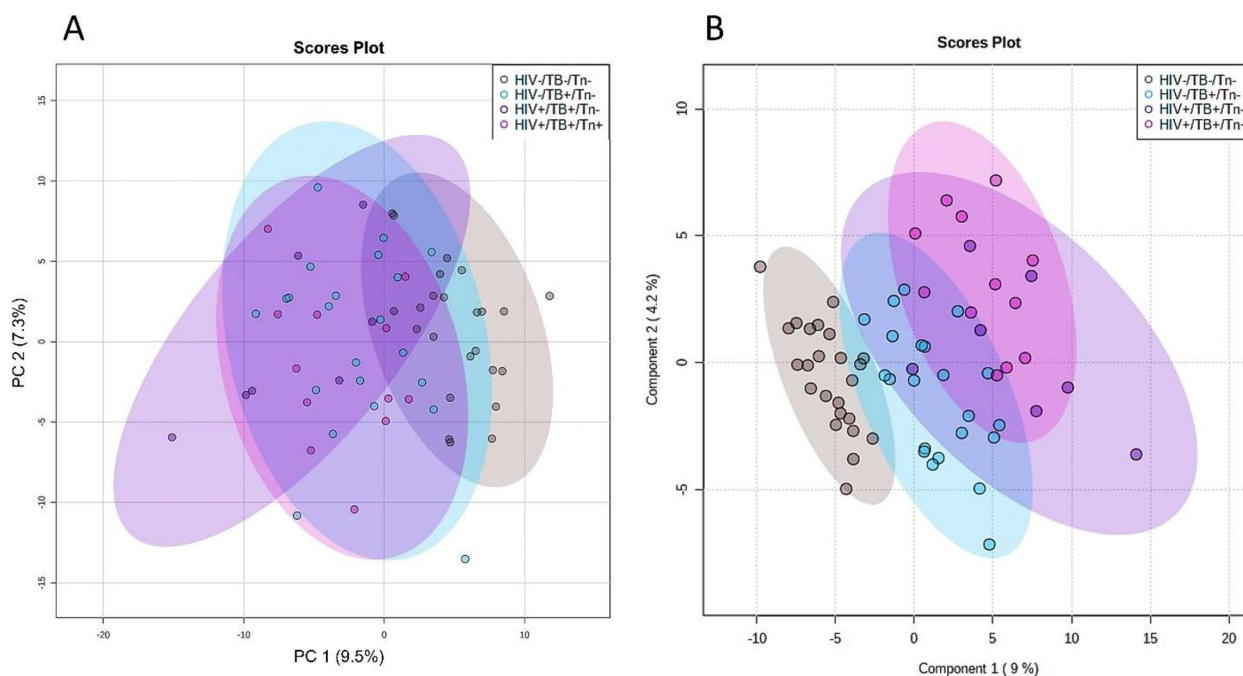 A
Scores Plot
HIV-/TB-/Tn-
HIV-/TB+/Tn-
HIV+/TB+/Tn-
HIV+/TB+/Tn+
15
10
5
0
-5
-10
-15
PC 2 (7.3%)
-20
-10
0
10
PC 1 (9.5%)
B
Scores Plot
HIV-/TB-/Tn-
HIV-/TB+/Tn-
HIV+/TB+/Tn-
HIV+/TB+/Tn+
10
5
0
-5
Component 2 ( 4.2 %)
-10
-5
0
5
10
15
20
Component 1 ( 9 %)